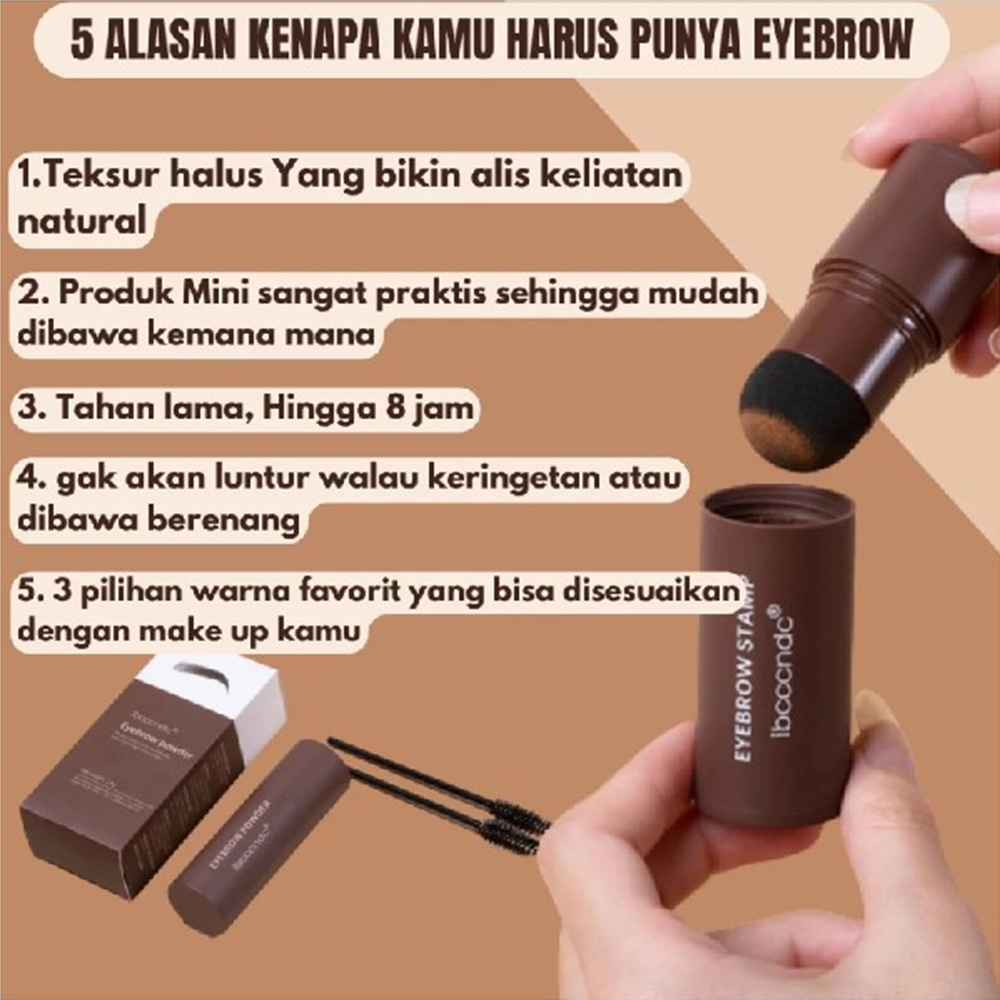 5 ALASAN KENAPA KAMU HARUS PUNYA EYEBROW
1.Teksur halus Yang bikin alis keliatan
natural
2. Produk Mini sangat praktis sehingga mudah
dibawa kemana mana
3. Tahan lama, Hingga 8 jam
4. gak akan luntur walau keringetan atau
dibawa berenang
5. 3 pilihan warna favorit yang bisa disesuaikan
dengan make up kamu
EYEBROW STAMP
ibcccndc®
ibcccndc®
Eyebrow powder
EYEBROW POWDER
ibcccndc®